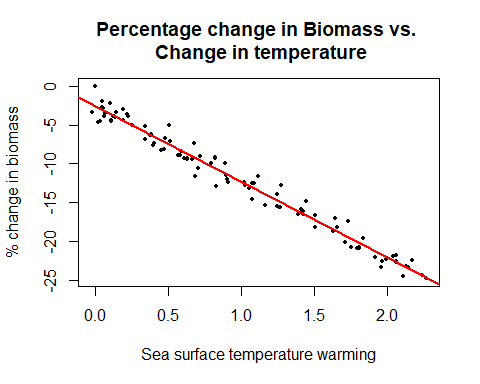 Percentage change in Biomass vs.
Change in temperature
% change in biomass
0
-5
-10
-15
-20
-25
0.0 0.5 1.0 1.5 2.0
Sea surface temperature warming